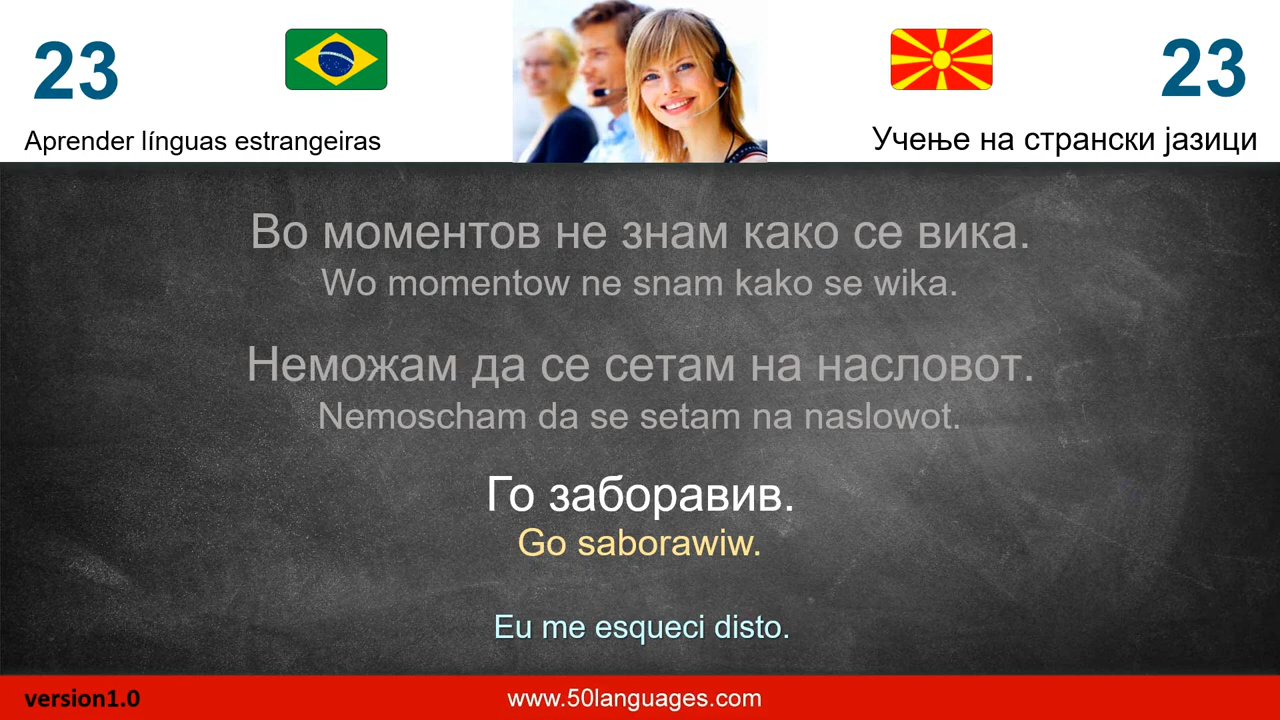 23
23
Aprender línguas estrangeiras
Учење на странски јазици
Во моментов не знам како се вика.
Wo momentow ne snam kako se wika.
Неможам да се сетам на насловот.
Nemoscham da se setam na naslowot.
Го заборавив.
Go saborawiw.
Eu me esqueci disto.
version1.0
www.50languages.com